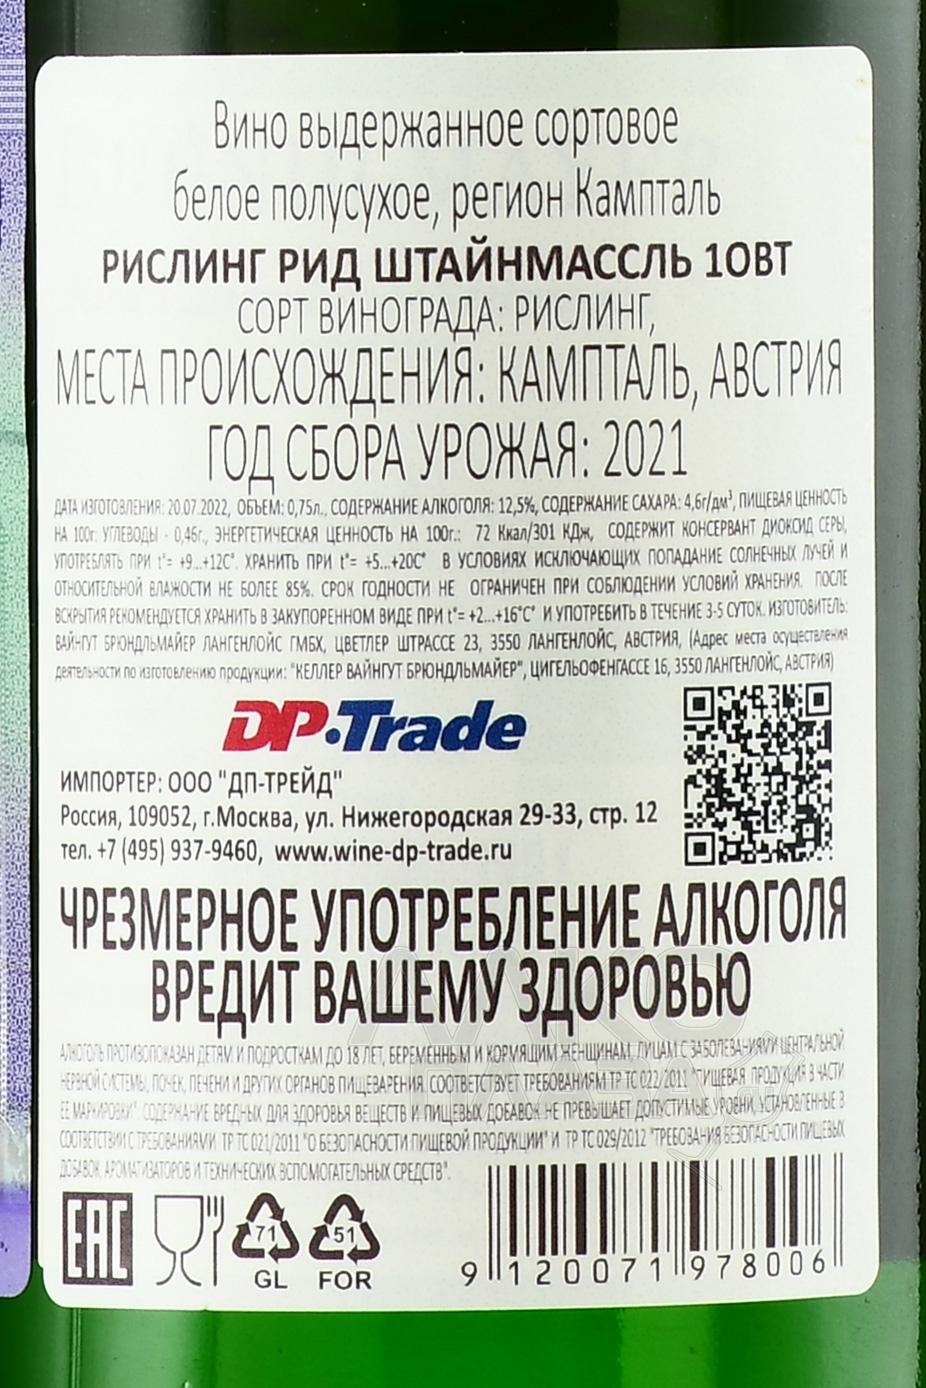 Вино выдержанное сортовое
белое полусухое, регион Кампталь
РИСЛИНГ РИД ШТАЙНМАССЛЬ 1ОВТ
СОРТ ВИНОГРАДА: РИСЛИНГ,
МЕСТА ПРОИСХОЖДЕНИЯ: КАМПТАЛЬ, АВСТРИЯ
ГОД СБОРА УРОЖАЯ: 2021
ДАТА ИЗГОТОВЛЕНИЯ: 20.07.2022, ОБЪЕМ: 0,75л., СОДЕРЖАНИЕ АЛКОГОЛЯ: 12,5%, СОДЕРЖАНИЕ САХАРА: 4,6г/дм³, ПИЩЕВАЯ ЦЕННОСТЬ
НА 100г: УГЛЕВОДЫ - 0,46г., ЭНЕРГЕТИЧЕСКАЯ ЦЕННОСТЬ НА 100г.: 72 Ккал/301 КДж, СОДЕРЖИТ КОНСЕРВАНТ ДИОКСИД СЕРЫ,
УПОТРЕБЛЯТЬ ПРИ t°= +9...+12C°. ХРАНИТЬ ПРИ t°= +5...+20C° В УСЛОВИЯХ ИСКЛЮЧАЮЩИХ ПОПАДАНИЕ СОЛНЕЧНЫХ ЛУЧЕЙ И
ОТНОСИТЕЛЬНОЙ ВЛАЖНОСТИ НЕ БОЛЕЕ 85%. СРОК ГОДНОСТИ НЕ ОГРАНИЧЕН ПРИ СОБЛЮДЕНИИ УСЛОВИЙ ХРАНЕНИЯ. ПОСЛЕ
ВСКРЫТИЯ РЕКОМЕНДУЕТСЯ ХРАНИТЬ В ЗАКУПОРЕННОМ ВИДЕ ПРИ t°= +2...+16°C° И УПОТРЕБИТЬ В ТЕЧЕНИЕ 3-5 СУТОК. ИЗГОТОВИТЕЛЬ:
ВАЙНГУТ БРЮНДЛЬМАЙЕР ЛАНГЕНЛОЙС ГМБХ, ЦВЕТЛЕР ШТРАССЕ 23, 3550 ЛАНГЕНЛОЙС, АВСТРИЯ, (Адрес места осуществления
деятельности по изготовлению продукции: "КЕЛЛЕР ВАЙНГУТ БРЮНДЛЬМАЙЕР", ЦИГЕЛЬОФЕНГАССЕ 16, 3550 ЛАНГЕНЛОЙС, АВСТРИЯ)
DP·Trade
ИМПОРТЕР: ООО "ДП-ТРЕЙД"
Россия, 109052, г.Москва, ул. Нижегородская 29-33, стр. 12
тел. +7 (495) 937-9460, www.wine-dp-trade.ru
ЧРЕЗМЕРНОЕ УПОТРЕБЛЕНИЕ АЛКОГОЛЯ
ВРЕДИТ ВАШЕМУ ЗДОРОВЬЮ
АЛКОГОЛЬ ПРОТИВОПОКАЗАН ДЕТЯМ И ПОДРОСТКАМ ДО 18 ЛЕТ, БЕРЕМЕННЫМ И КОРМЯЩИМ ЖЕНЩИНАМ, ЛИЦАМ С ЗАБОЛЕВАНИЯМИ ЦЕНТРАЛЬНОЙ
НЕРВНОЙ СИСТЕМЫ, ПОЧЕК, ПЕЧЕНИ И ДРУГИХ ОРГАНОВ ПИЩЕВАРЕНИЯ. СООТВЕТСТВУЕТ ТРЕБОВАНИЯМ ТР ТС 022/2011 "ПИЩЕВАЯ ПРОДУКЦИЯ В ЧАСТИ
ЕЕ МАРКИРОВКИ". СОДЕРЖАНИЕ ВРЕДНЫХ ДЛЯ ЗДОРОВЬЯ ВЕЩЕСТВ И ПИЩЕВЫХ ДОБАВОК НЕ ПРЕВЫШАЕТ ДОПУСТИМЫЕ УРОВНИ, УСТАНОВЛЕННЫЕ В
СООТВЕТСТВИИ С ТРЕБОВАНИЯМИ ТР ТС 021/2011 "О БЕЗОПАСНОСТИ ПИЩЕВОЙ ПРОДУКЦИИ" И ТР ТС 029/2012 "ТРЕБОВАНИЯ БЕЗОПАСНОСТИ ПИЩЕВЫХ
ДОБАВОК, АРОМАТИЗАТОРОВ И ТЕХНИЧЕСКИХ ВСПОМОГАТЕЛЬНЫХ СРЕДСТВ".
EAC
71
GL
51
FOR
9 120071 978006